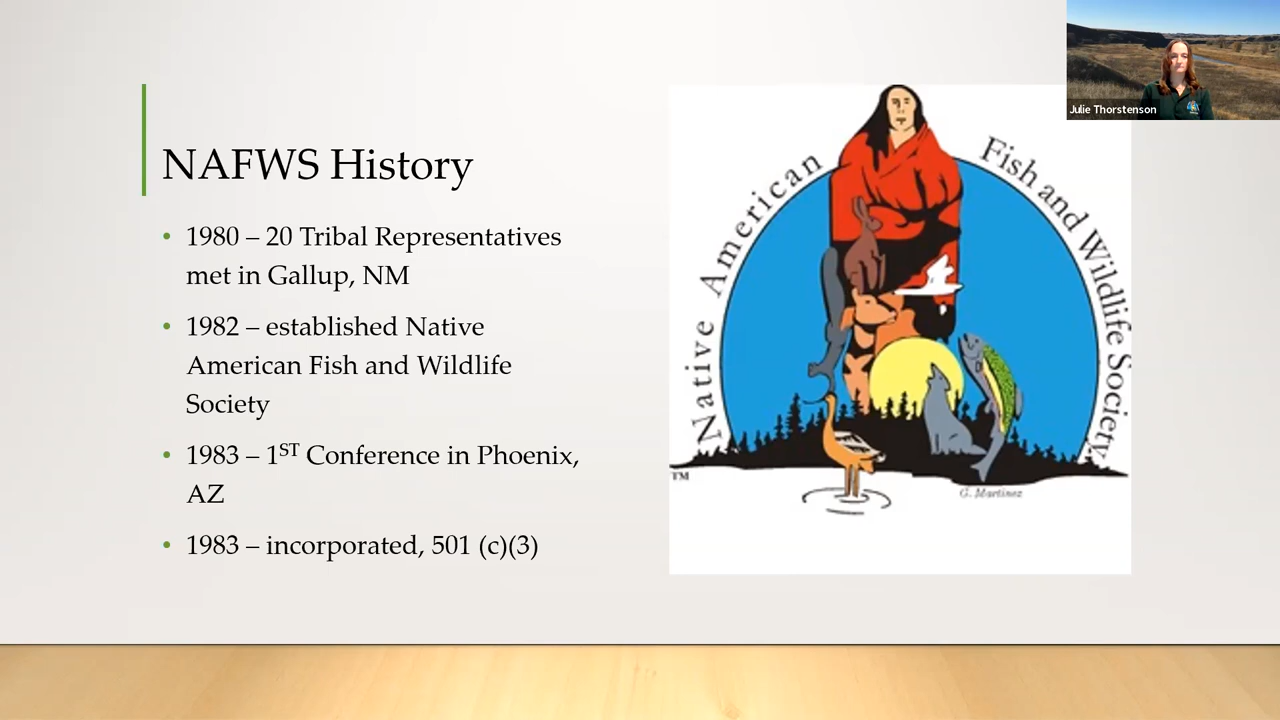 Julie Thorstenson
NAFWS History
• 1980 – 20 Tribal Representatives
met in Gallup, NM
• 1982 – established Native
American Fish and Wildlife
Society
• 1983 – 1ST Conference in Phoenix,
AZ
• 1983 – incorporated, 501 (c)(3)
Native American Fish and Wildlife Society
TM
G. Martinez